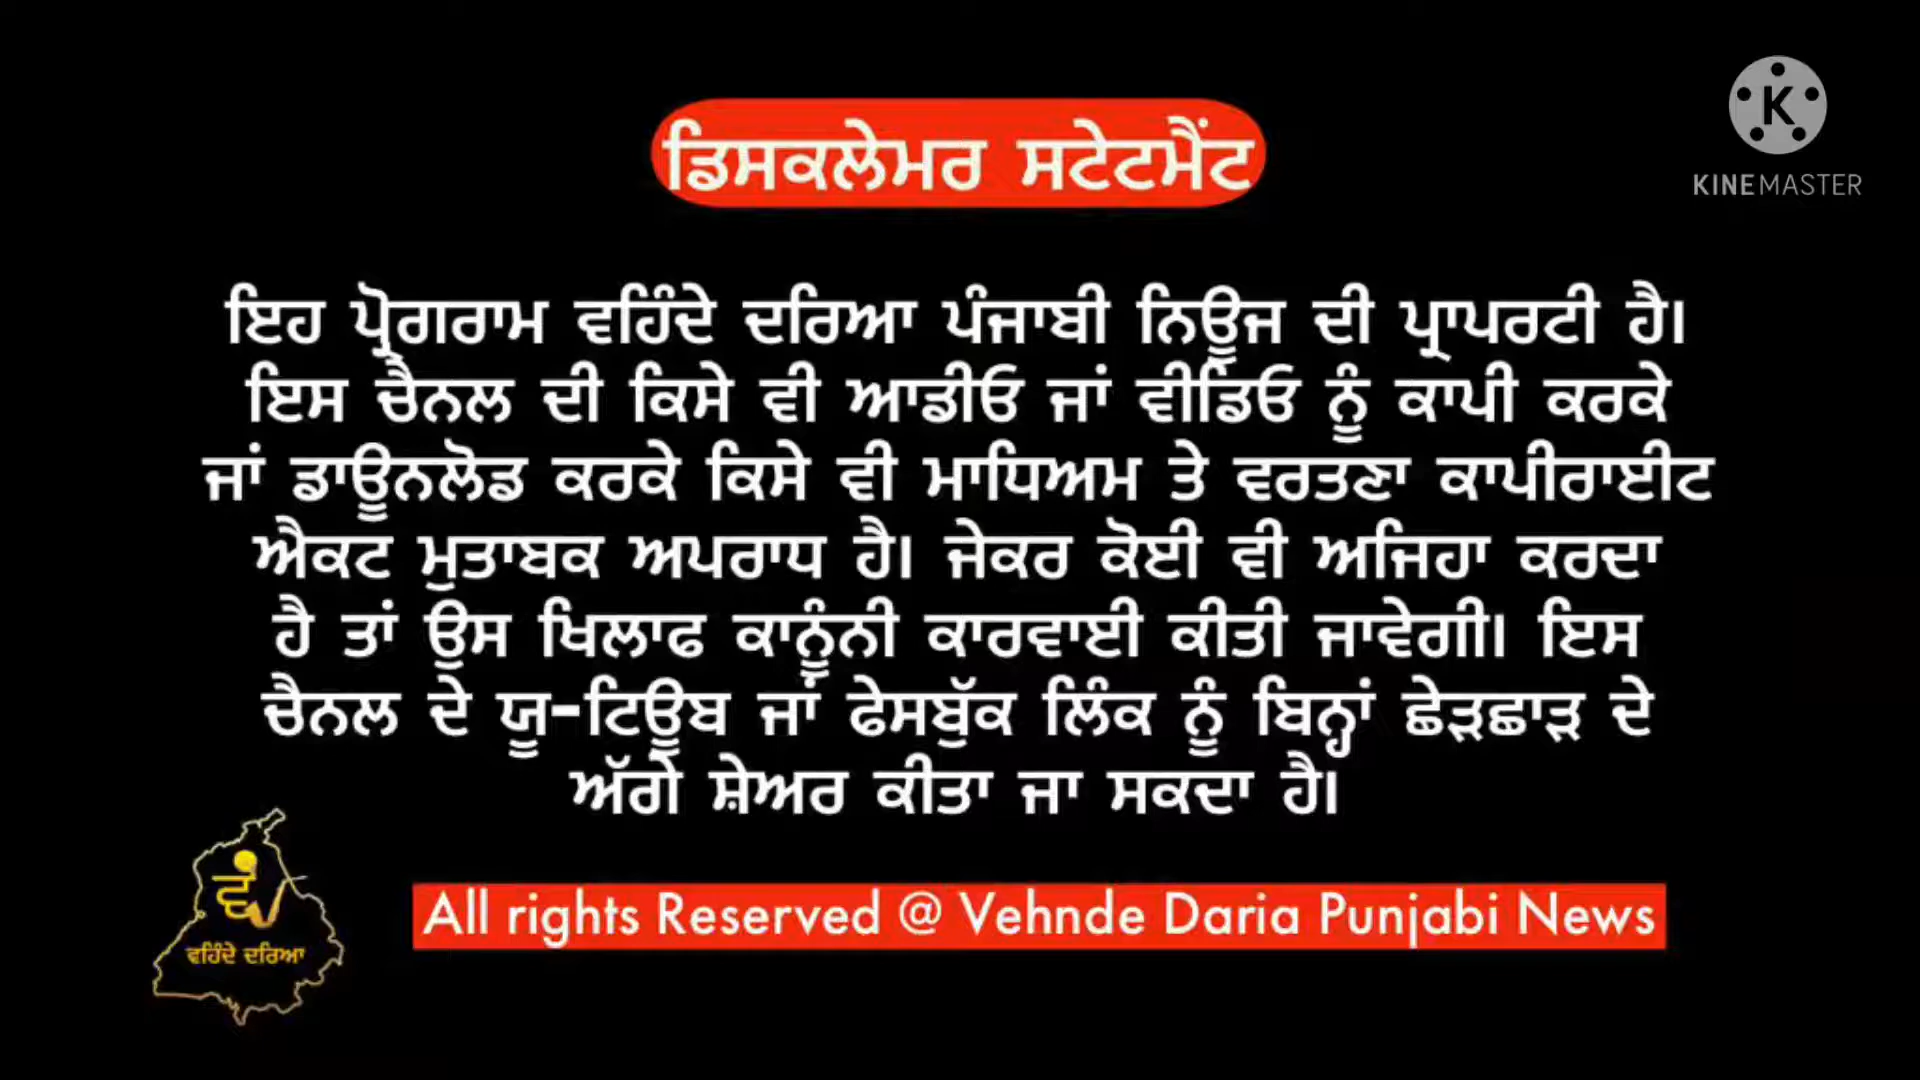 ਡਿਸਕਲੇਮਰ ਸਟੇਟਮੈਂਟ
K
KINEMASTER
ਇਹ ਪ੍ਰੋਗਰਾਮ ਵਹਿੰਦੇ ਦਰਿਆ ਪੰਜਾਬੀ ਨਿਊਜ ਦੀ ਪ੍ਰਾਪਰਟੀ ਹੈ।
ਇਸ ਚੈਨਲ ਦੀ ਕਿਸੇ ਵੀ ਆਡੀਓ ਜਾਂ ਵੀਡਿਓ ਨੂੰ ਕਾਪੀ ਕਰਕੇ
ਜਾਂ ਡਾਊਨਲੋਡ ਕਰਕੇ ਕਿਸੇ ਵੀ ਮਾਧਿਅਮ ਤੇ ਵਰਤਣਾ ਕਾਪੀਰਾਈਟ
ਐਕਟ ਮੁਤਾਬਕ ਅਪਰਾਧ ਹੈ। ਜੇਕਰ ਕੋਈ ਵੀ ਅਜਿਹਾ ਕਰਦਾ
ਹੈ ਤਾਂ ਉਸ ਖਿਲਾਫ ਕਾਨੂੰਨੀ ਕਾਰਵਾਈ ਕੀਤੀ ਜਾਵੇਗੀ। ਇਸ
ਚੈਨਲ ਦੇ ਯੂ-ਟਿਊਬ ਜਾਂ ਫੇਸਬੁੱਕ ਲਿੰਕ ਨੂੰ ਬਿਨ੍ਹਾਂ ਛੇੜਛਾੜ ਦੇ
ਅੱਗੇ ਸ਼ੇਅਰ ਕੀਤਾ ਜਾ ਸਕਦਾ ਹੈ।
ਵਹਿੰਦੇ ਦਰਿਆ
All rights Reserved @ Vehnde Daria Punjabi News